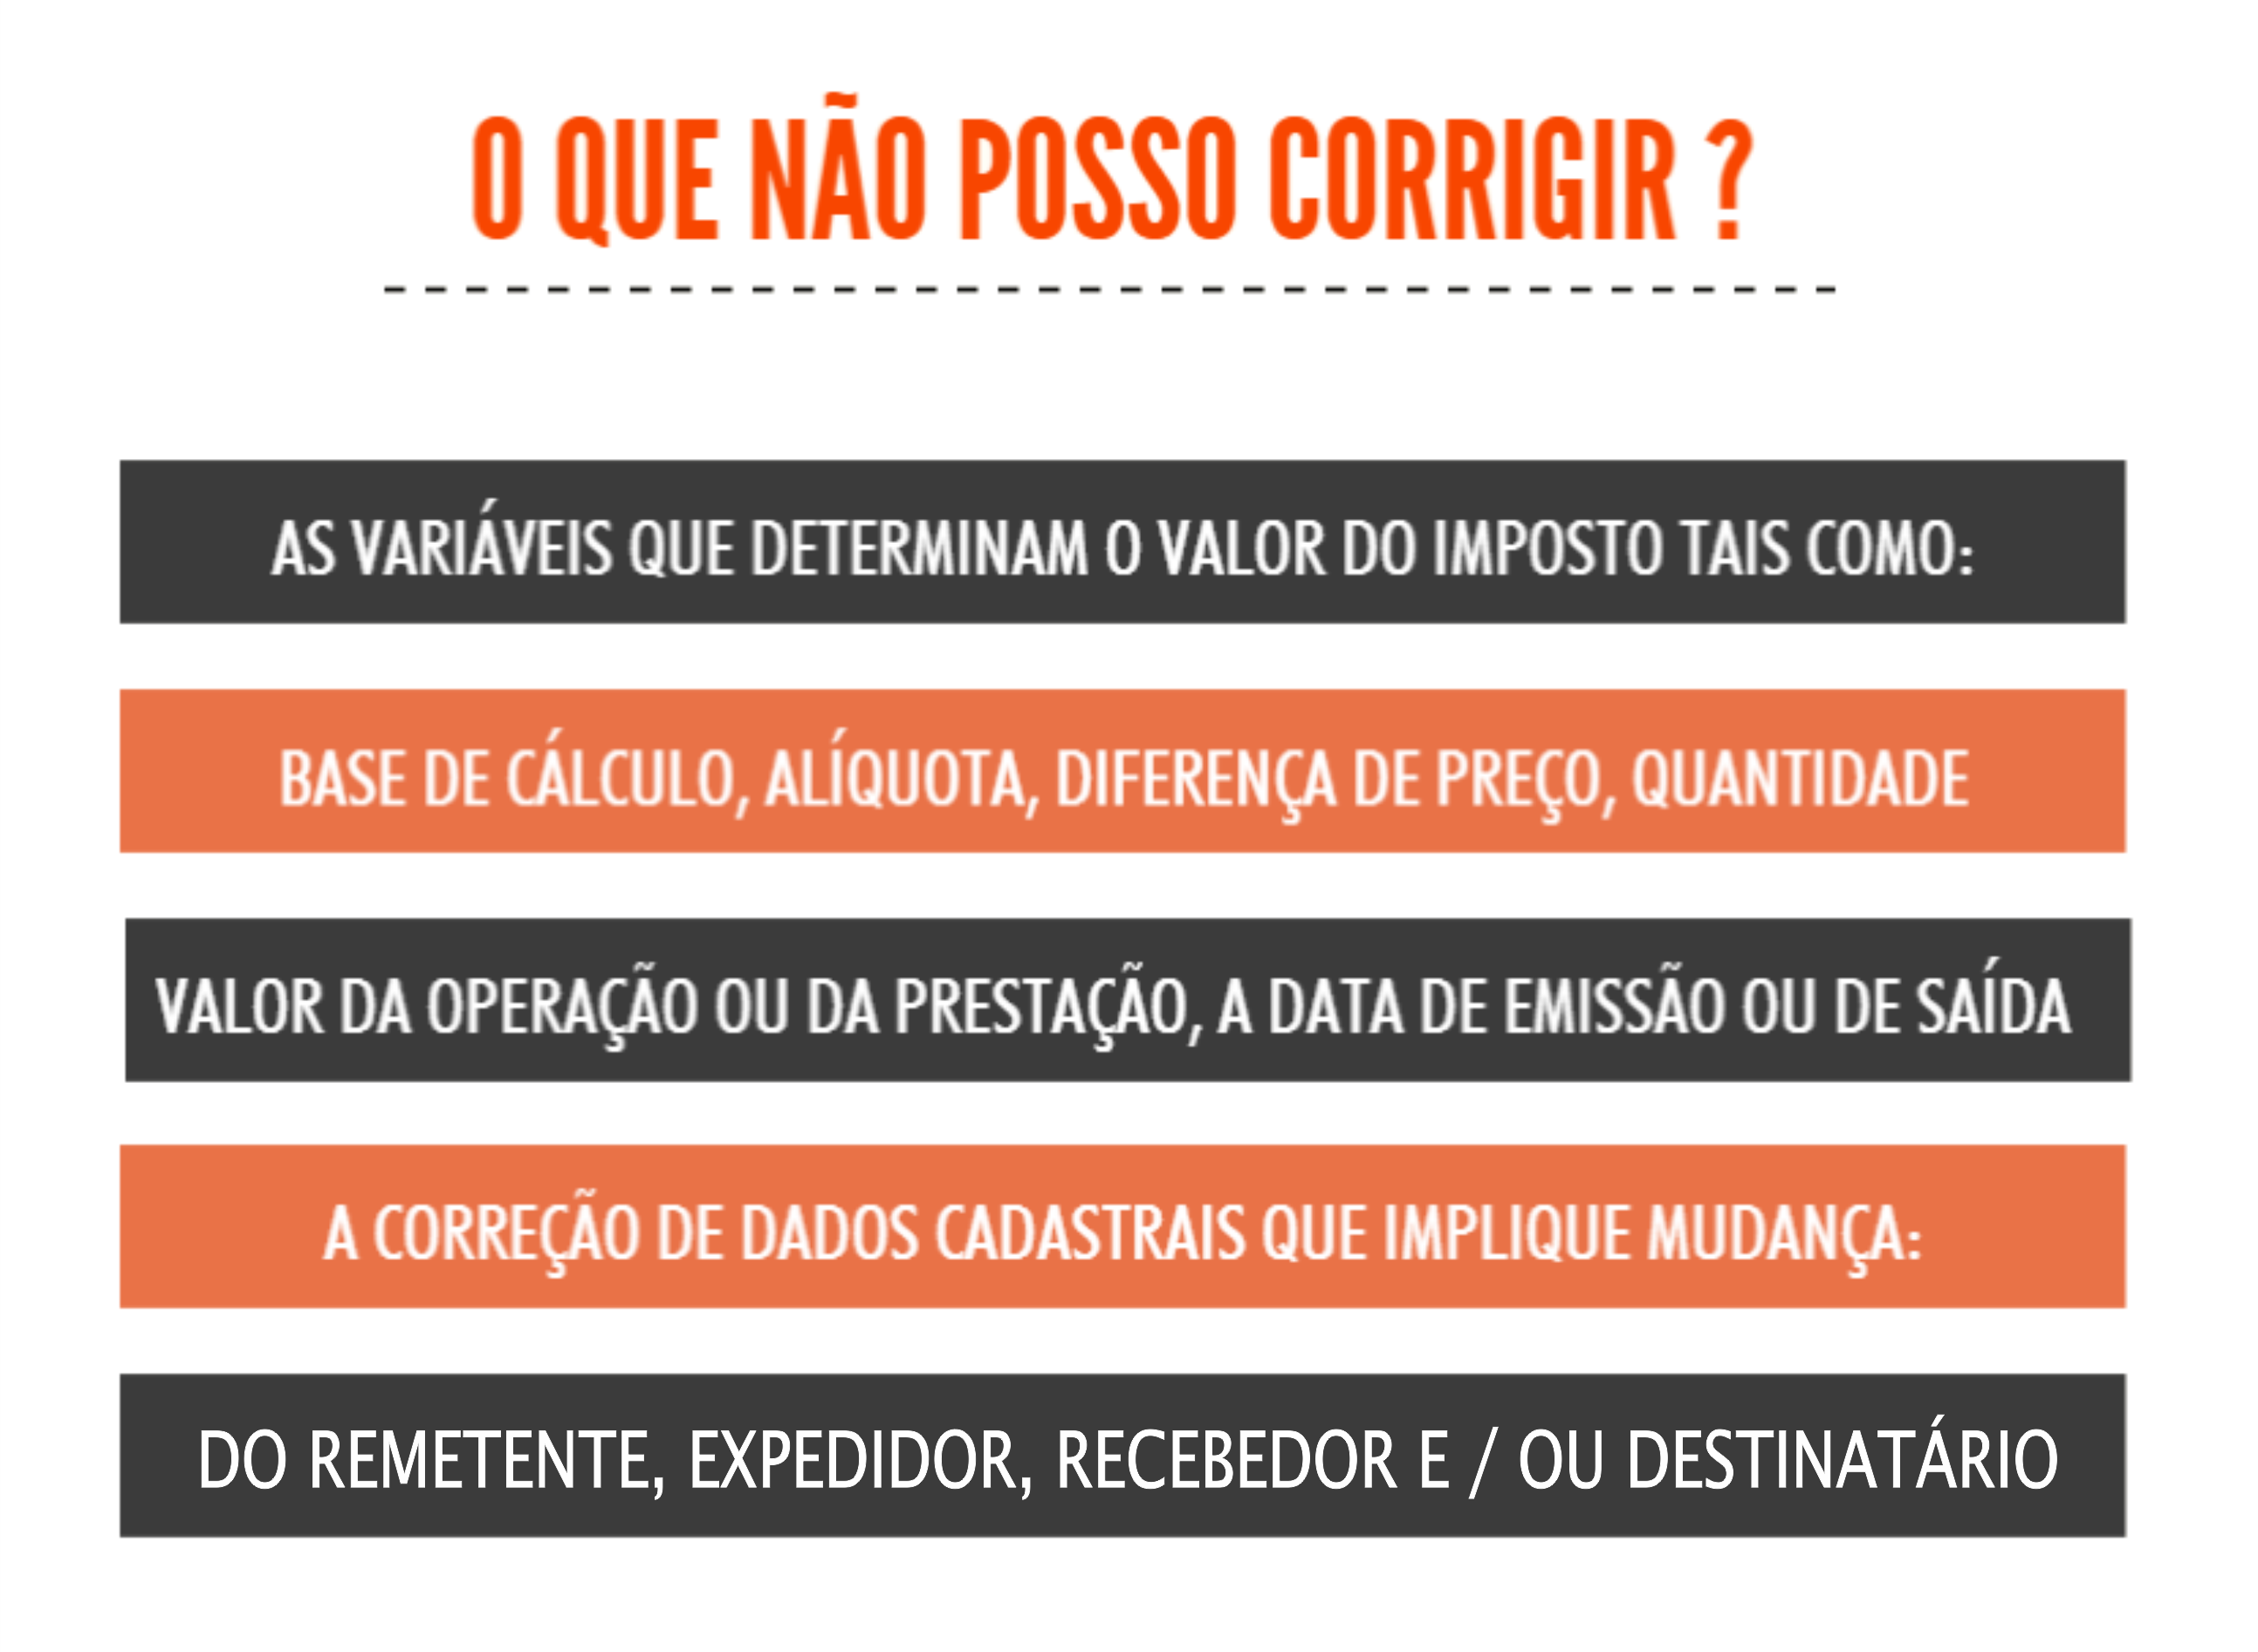 O QUE NÃO POSSO CORRIGIR ?
AS VARIÁVEIS QUE DETERMINAM O VALOR DO IMPOSTO TAIS COMO:
BASE DE CÁLCULO, ALÍQUOTA, DIFERENÇA DE PREÇO, QUANTIDADE
VALOR DA OPERAÇÃO OU DA PRESTAÇÃO, A DATA DE EMISSÃO OU DE SAÍDA
A CORREÇÃO DE DADOS CADASTRAIS QUE IMPLIQUE MUDANÇA:
DO REMETENTE, EXPEDIDOR, RECEBEDOR E / OU DESTINATÁRIO